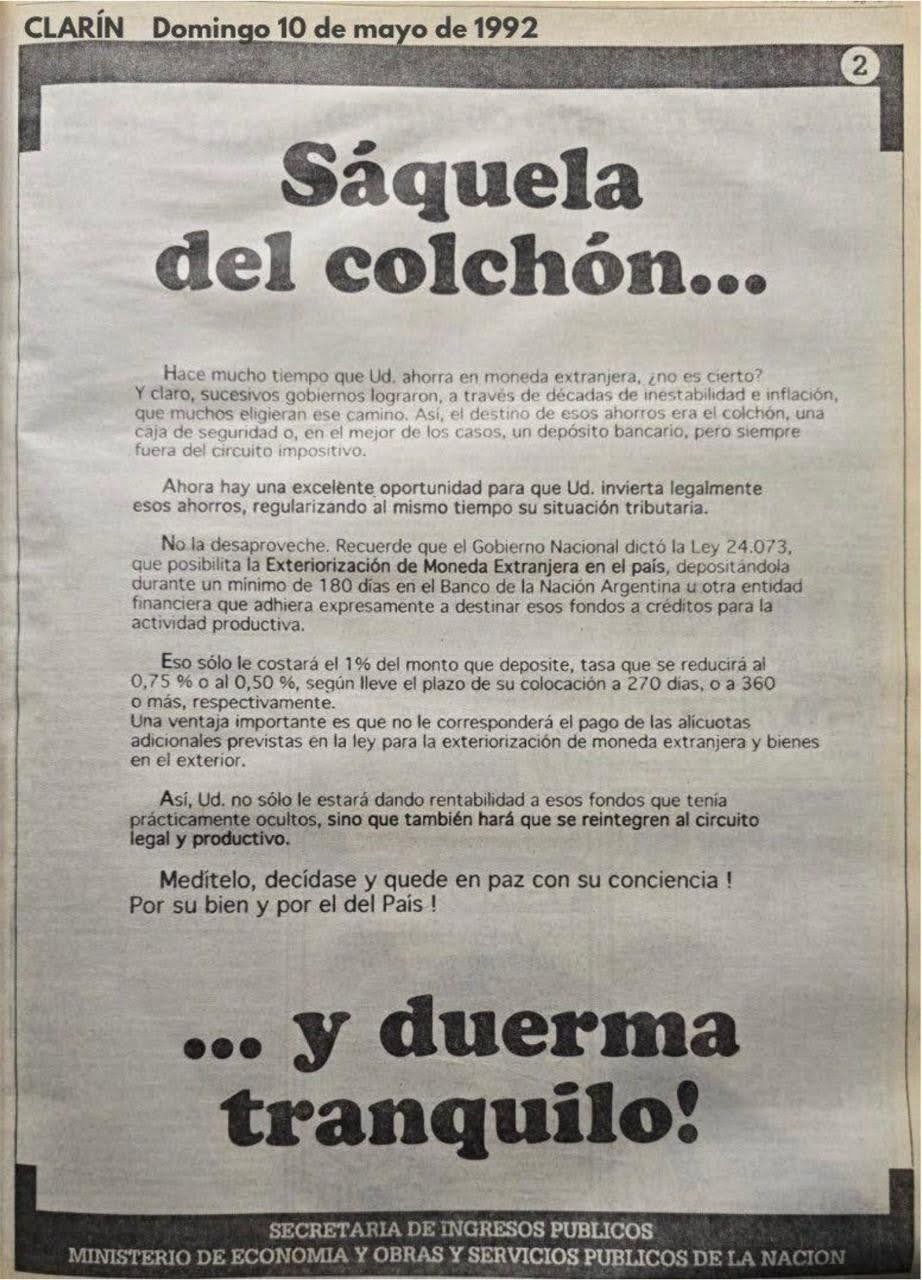 CLARÍN Domingo 10 de mayo de 1992
2
Sáquela
del colchón...
Hace mucho tiempo que Ud. ahorra en moneda extranjera, ¿no es cierto?
Y claro, sucesivos gobiernos lograron, a través de décadas de inestabilidad e inflación,
que muchos eligieran ese camino. Así, el destino de esos ahorros era el colchón, una
caja de seguridad o, en el mejor de los casos, un depósito bancario, pero siempre
fuera del circuito impositivo.
Ahora hay una excelente oportunidad para que Ud. invierta legalmente
esos ahorros, regularizando al mismo tiempo su situación tributaria.
No la desaproveche. Recuerde que el Gobierno Nacional dictó la Ley 24.073,
que posibilita la Exteriorización de Moneda Extranjera en el país, depositándola
durante un mínimo de 180 días en el Banco de la Nación Argentina u otra entidad
financiera que adhiera expresamente a destinar esos fondos a créditos para la
actividad productiva.
Eso sólo le costará el 1% del monto que deposite, tasa que se reducirá al
0,75 % o al 0,50 %, según lleve el plazo de su colocación a 270 días, o a 360
o más, respectivamente.
Una ventaja importante es que no le corresponderá el pago de las alícuotas
adicionales previstas en la ley para la exteriorización de moneda extranjera y bienes
en el exterior.
Así, Ud. no sólo le estará dando rentabilidad a esos fondos que tenía
prácticamente ocultos, sino que también hará que se reintegren al circuito
legal y productivo.
Medítelo, decídase y quede en paz con su conciencia !
Por su bien y por el del País !
... y duerma
tranquilo!
SECRETARIA DE INGRESOS PUBLICOS
MINISTERIO DE ECONOMIA Y OBRAS Y SERVICIOS PUBLICOS DE LA NACION